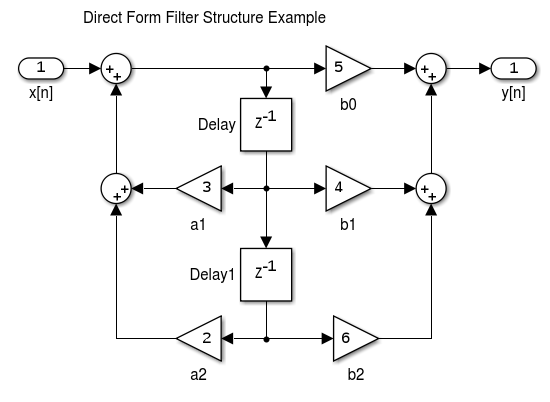 Direct Form Filter Structure Example
1
x[n]
+
+
5
b0
+
+
1
y[n]
Delay
z-1
+
+
3
a1
4
b1
+
+
Delay1
z-1
2
a2
6
b2